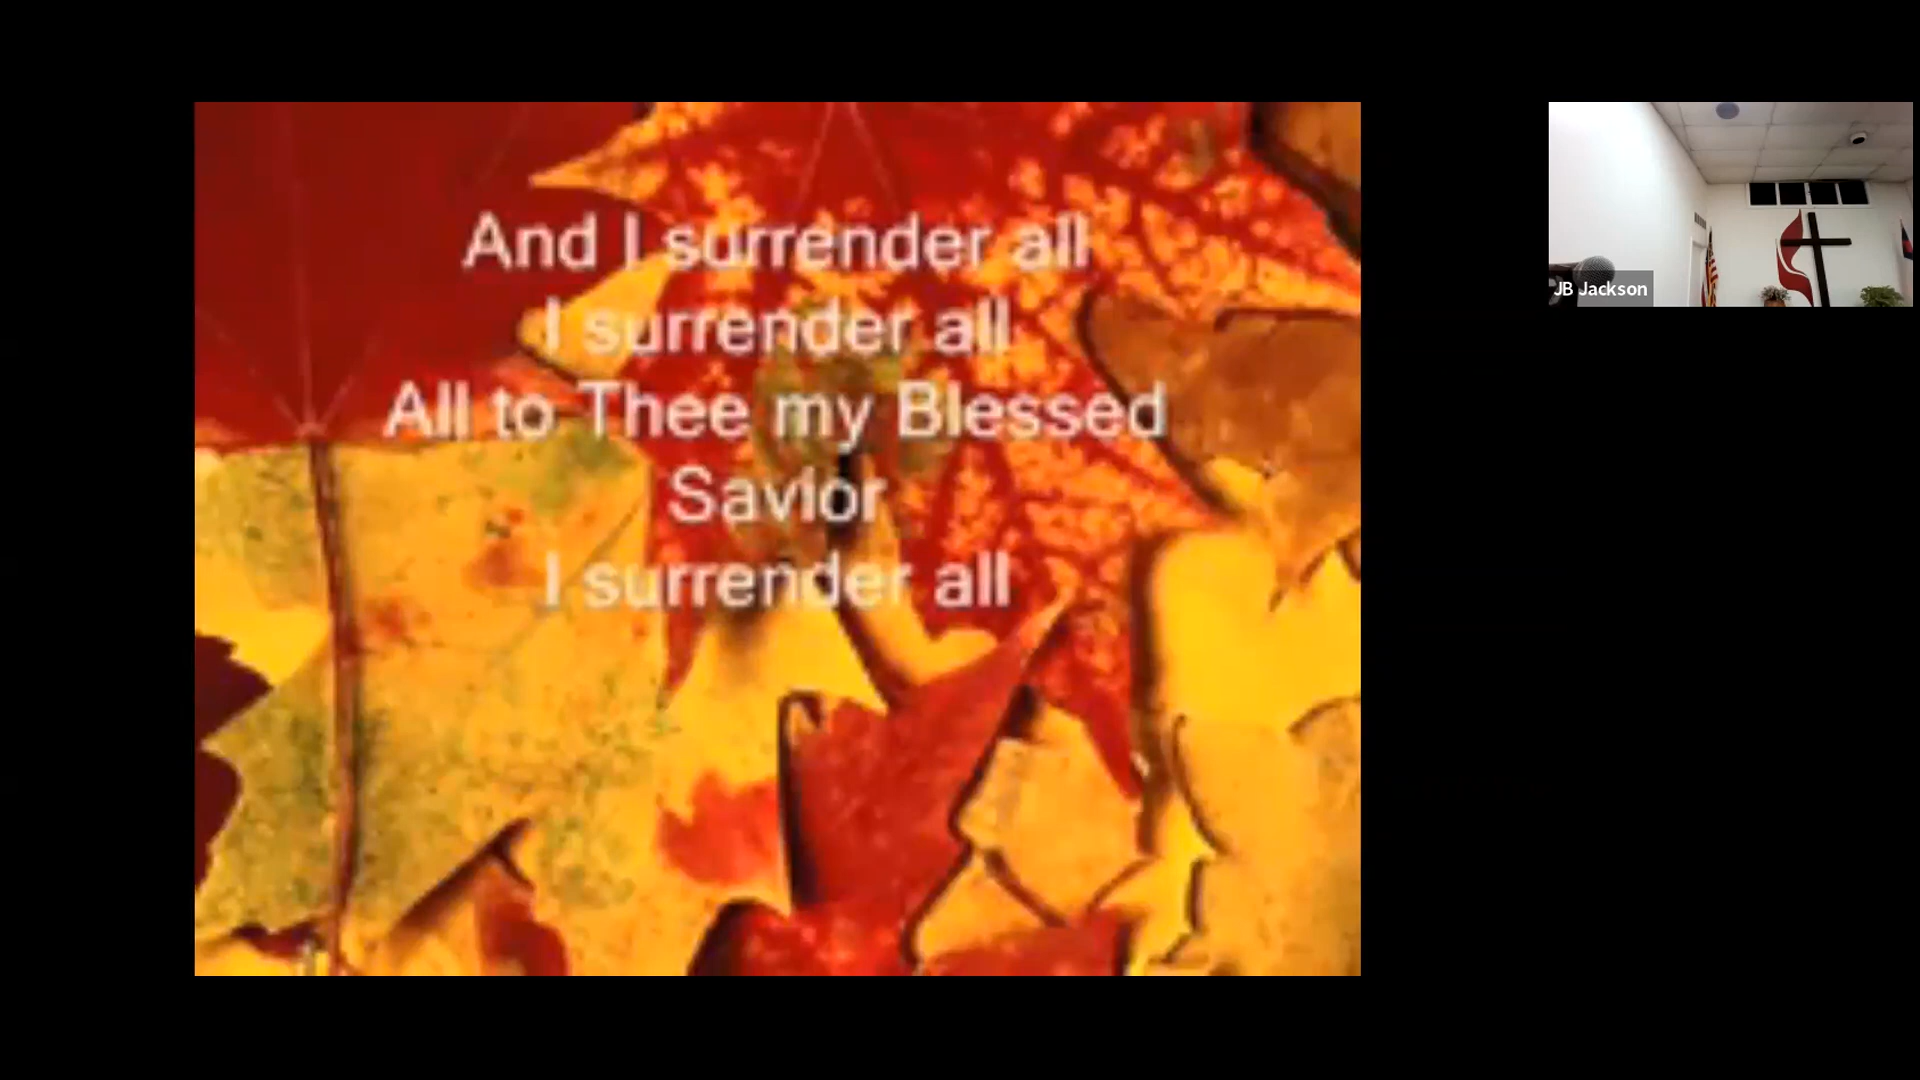 And I surrender all
I surrender all
All to Thee my Blessed
Savior
I surrender all
JB Jackson